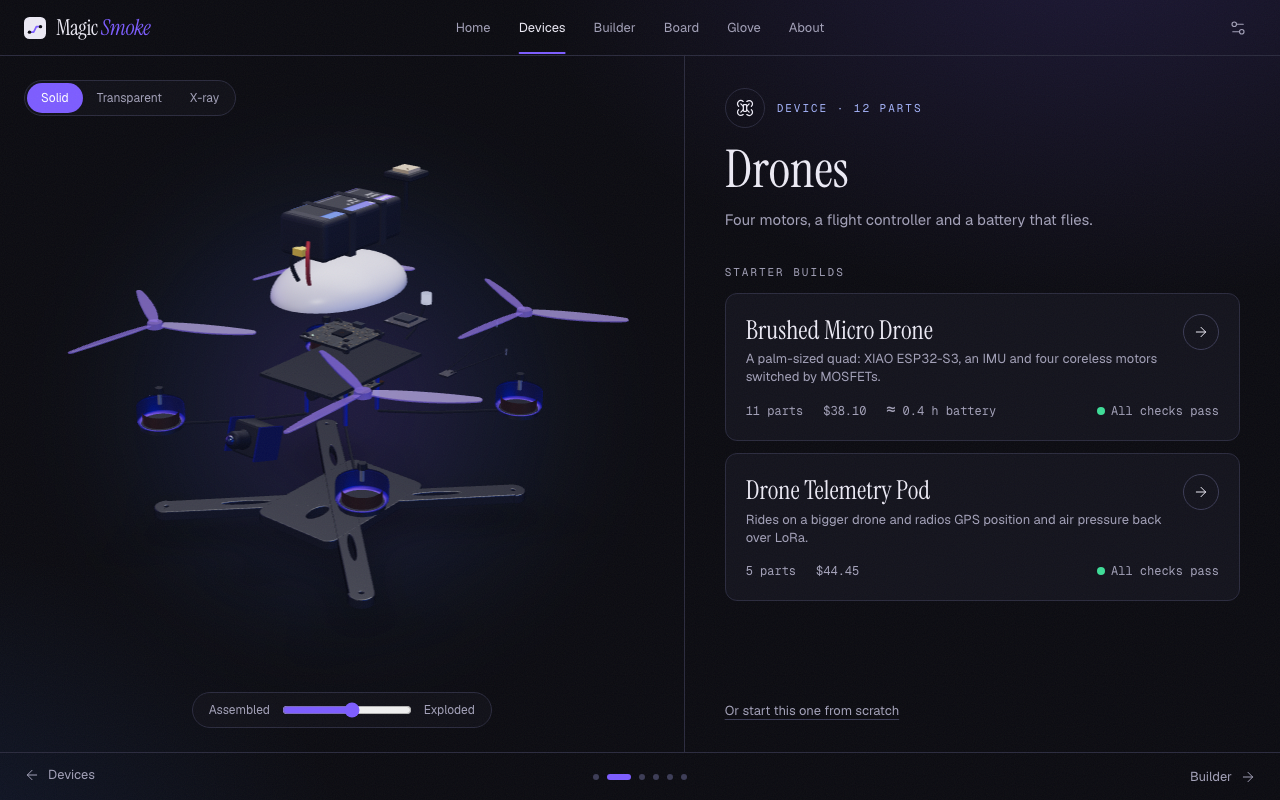 Magic Smoke
Home
Devices
Builder
Board
Glove
About
Solid
Transparent
X-ray
Assembled
Exploded
DEVICE · 12 PARTS
Drones
Four motors, a flight controller and a battery that flies.
STARTER BUILDS
Brushed Micro Drone
A palm-sized quad: XIAO ESP32-S3, an IMU and four coreless motors
switched by MOSFETs.
11 parts $38.10 ≈ 0.4 h battery All checks pass
Drone Telemetry Pod
Rides on a bigger drone and radios GPS position and air pressure back
over LoRa.
5 parts $44.45 All checks pass
Or start this one from scratch
Devices
Builder